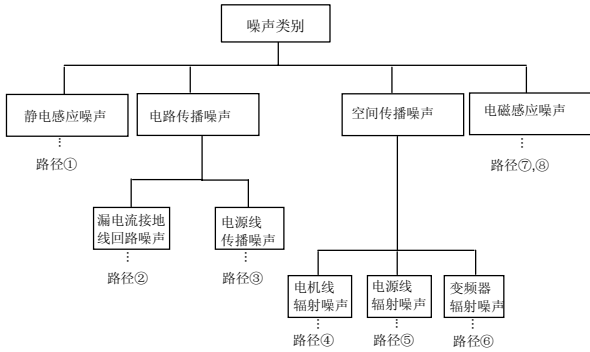 噪声类别
静电感应噪声
电路传播噪声
空间传播噪声
电磁感应噪声
路径①
路径⑦,⑧
漏电流接地
线回路噪声
电源线
传播噪声
路径②
路径③
电机线
辐射噪声
电源线
辐射噪声
变频器
辐射噪声
路径④
路径⑤
路径⑥